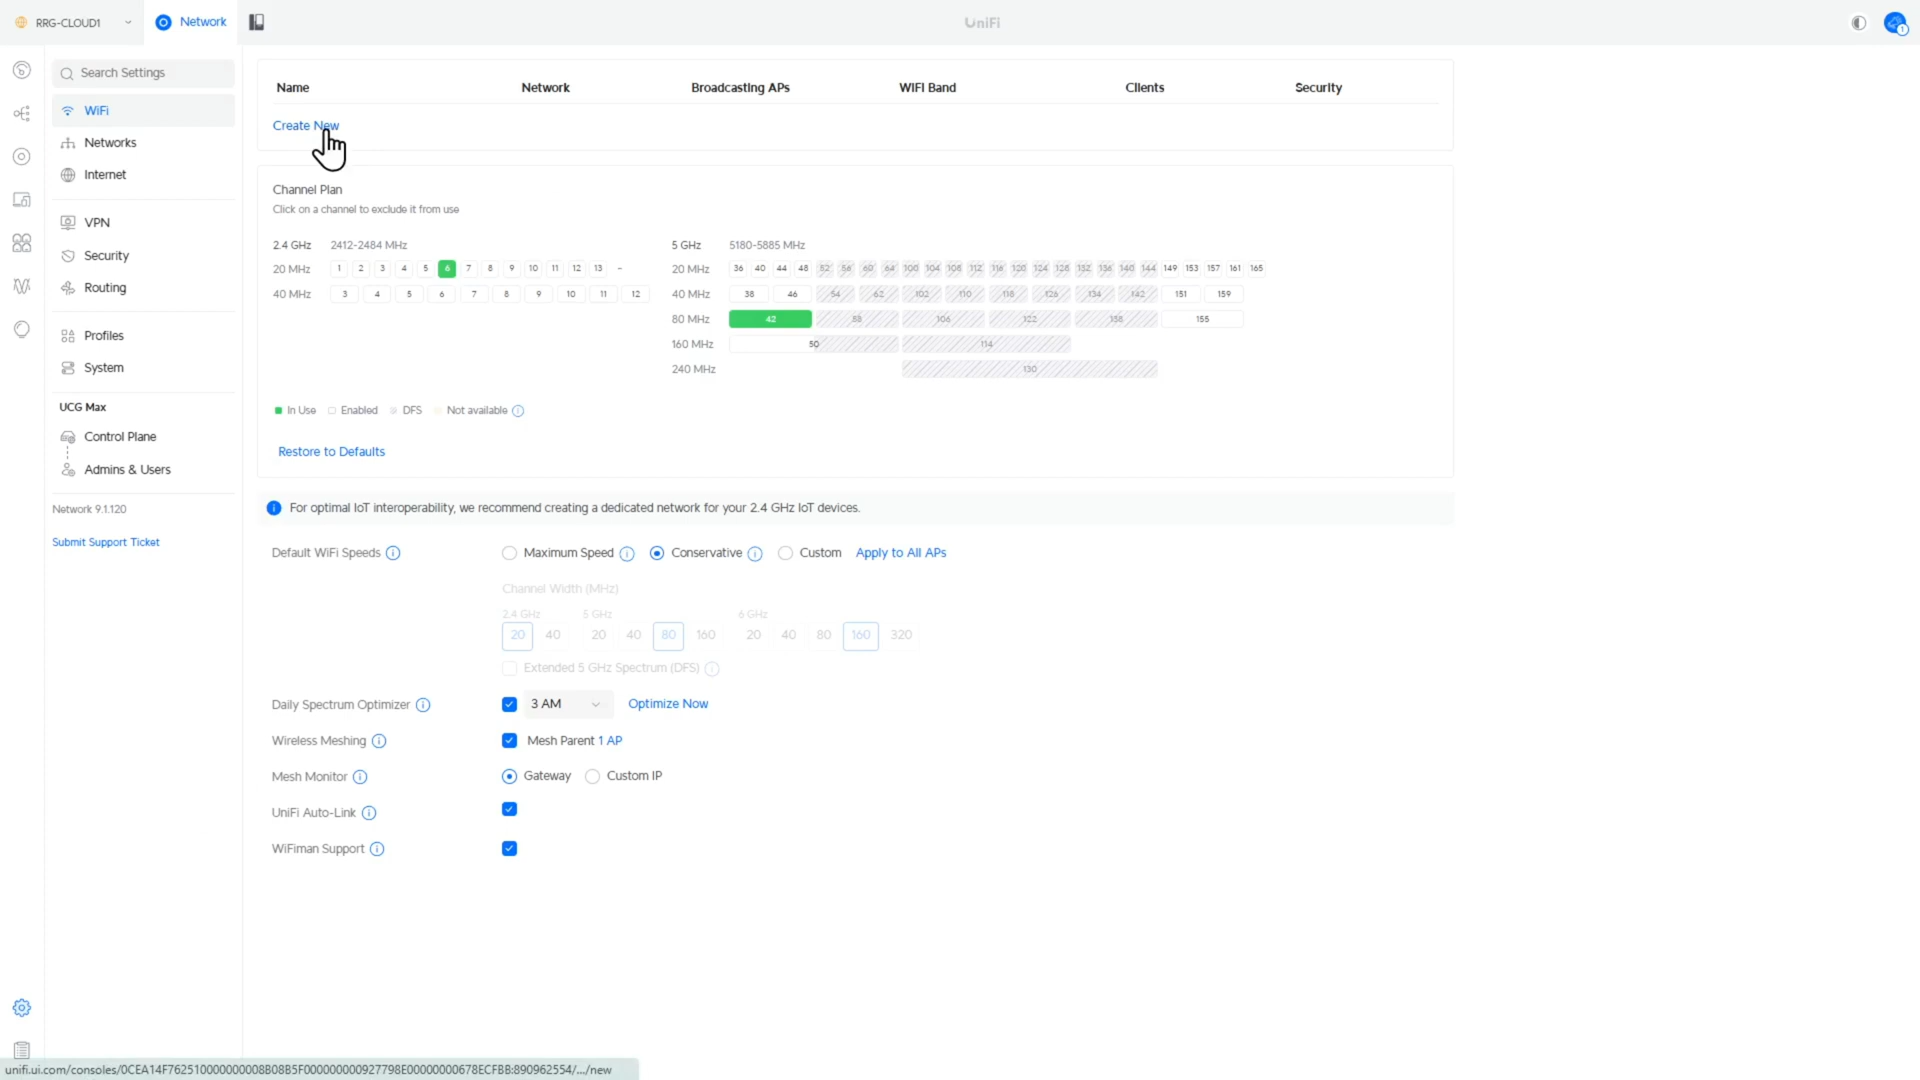 RRG-CLOUD1
Network
UniFi
1
Search Settings
WiFi
Networks
Internet
VPN
Security
Routing
Profiles
System
UCG Max
Control Plane
Admins & Users
Network 9.1.120
Submit Support Ticket
Name Network Broadcasting APs WiFi Band Clients Security
Create New
Channel Plan
Click on a channel to exclude it from use
2.4 GHz 2412-2484 MHz
20 MHz 1 2 3 4 5 6 7 8 9 10 11 12 13 -
40 MHz 3 4 5 6 7 8 9 10 11 12
5 GHz 5180-5885 MHz
20 MHz 36 40 44 48 52 56 60 64 100 104 108 112 116 120 124 128 132 136 140 144 149 153 157 161 165
40 MHz 38 46 54 62 102 110 118 126 134 142 151 159
80 MHz 42 58 106 122 138 155
160 MHz 50 114
240 MHz 130
In Use Enabled DFS Not available
Restore to Defaults
For optimal IoT interoperability, we recommend creating a dedicated network for your 2.4 GHz IoT devices.
Default WiFi Speeds Maximum Speed Conservative Custom Apply to All APs
Channel Width (MHz)
2.4 GHz 5 GHz 6 GHz
20 40 20 40 80 160 20 40 80 160 320
Extended 5 GHz Spectrum (DFS)
Daily Spectrum Optimizer 3 AM Optimize Now
Wireless Meshing Mesh Parent 1 AP
Mesh Monitor Gateway Custom IP
UniFi Auto-Link
WiFiman Support